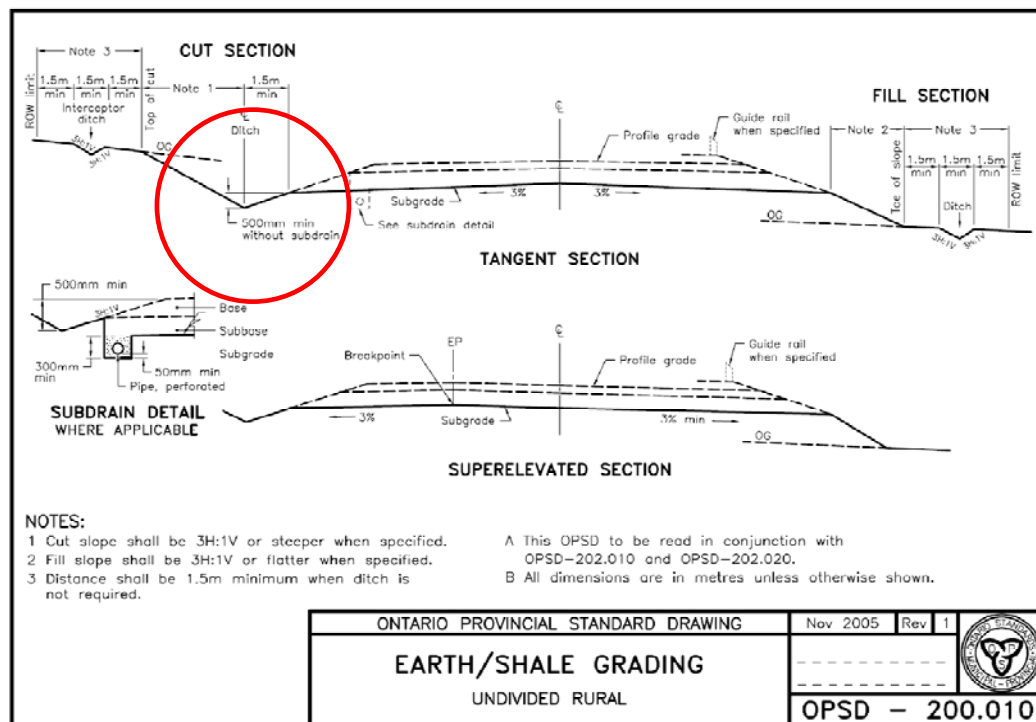 CUT SECTION
Note 3
1.5m min
1.5m min
1.5m min
Note 1
1.5m min
ROW limit
Interceptor ditch
Top of cut
3H:1V
3H:1V
OG
℄
Ditch
500mm min
without subdrain
Subgrade
3%
3%
See subdrain detail
℄
Profile grade
Guide rail
when specified
FILL SECTION
Note 2
Note 3
Toe of slope
1.5m min
1.5m min
1.5m min
ROW limit
Ditch
3H:1V
3H:1V
OG
TANGENT SECTION
500mm min
3H:1V
Base
Subbase
Subgrade
300mm
min
50mm min
Pipe, perforated
SUBDRAIN DETAIL
WHERE APPLICABLE
EP
Breakpoint
℄
Profile grade
Guide rail
when specified
3%
Subgrade
3% min
OG
SUPERELEVATED SECTION
NOTES:
1 Cut slope shall be 3H:1V or steeper when specified.
2 Fill slope shall be 3H:1V or flatter when specified.
3 Distance shall be 1.5m minimum when ditch is
not required.
A This OPSD to be read in conjunction with
OPSD-202.010 and OPSD-202.020.
B All dimensions are in metres unless otherwise shown.
ONTARIO PROVINCIAL STANDARD DRAWING
Nov 2005
Rev
1
EARTH/SHALE GRADING
UNDIVIDED RURAL
OPSD - 200.010
O P S